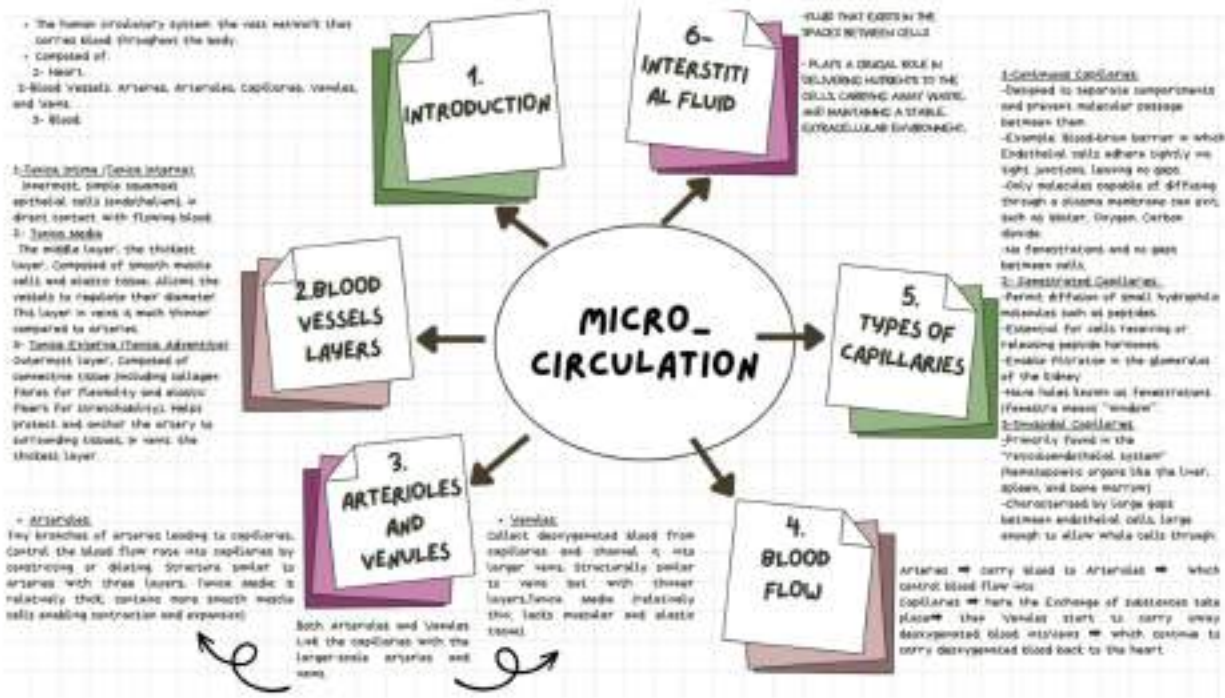 • The human circulatory system the vast network that
carries blood throughout the body.
• Composed of:
1- Heart.
2-Blood Vessels: Arteries, Arterioles, Capillaries, Venules,
and Veins.
3- Blood.
1.
INTRODUCTION
1-Tunica Intima (Tunica Interna)
Innermost, simple squamous
epithelial cells (endothelium), in
direct contact with flowing blood.
2- Tunica Media
The middle layer, the thickest
layer. Composed of smooth muscle
cells and elastic tissue. Allows the
vessels to regulate their diameter
This layer in veins is much thinner
compared to arteries.
3- Tunica Externa (Tunica Adventitia)
Outermost layer. Composed of
connective tissue including collagen
fibres for flexibility and elastic
fibers for stretchability). Helps
protect and anchor the artery to
surrounding tissues. In veins the
thickest layer.
2.BLOOD
VESSELS
LAYERS
MICRO_
CIRCULATION
3.
ARTERIOLES
AND
VENULES
• Arterioles:
Tiny branches of arteries leading to capillaries.
Control the blood flow rate into capillaries by
constricting or dilating. Structure similar to
arteries with three layers. Tunica media is
relatively thick, contains more smooth muscle
cells enabling contraction and expansion)
• Venules:
Collect deoxygenated blood from
capillaries and channel it into
larger veins. Structurally similar
to veins but with thinner
layers.Tunica Media (relatively
thin, lacks muscular and elastic
tissue)
Both Arterioles and Venules
Link the capillaries with the
larger-scale arteries and
veins
4.
BLOOD
FLOW
Arteries ➡ carry blood to Arterioles ➡ which
control blood flow into
Capillaries ➡ here the Exchange of substances take
place➡ then Venules start to carry away
deoxygenated blood ➡ which continue to
carry deoxygenated blood back to the heart
5.
TYPES OF
CAPILLARIES
1-Continuous Capillaries:
-Designed to separate compartments
and prevent molecular passage
between them.
-Example: Blood-brain barrier in which
Endothelial cells adhere tightly via
tight junctions, leaving no gaps.
-Only molecules capable of diffusing
through a plasma membrane can exit,
such as Water, Oxygen, Carbon
dioxide.
-No fenestrations and no gaps
between cells.
2- Fenestrated Capillaries:
-Permit diffusion of small hydrophilic
molecules such as peptides.
-Essential for cells receiving or
releasing peptide hormones.
-Enable filtration in the glomerulus
of the kidney
-Have holes known as fenestrations
(fenestra means "window".
3-Sinusoidal Capillaries
-Primarily found in the
"reticuloendothelial system"
(hematopoietic organs like the liver,
spleen, and bone marrow)
-Characterized by large gaps
between endothelial cells, large
enough to allow whole cells through.
6-
INTERSTITI
AL FLUID
-FLUID THAT EXISTS IN THE
SPACES BETWEEN CELLS
- PLAYS A CRUCIAL ROLE IN
DELIVERING NUTRIENTS TO THE
CELLS, CARRYING AWAY WASTE,
AND MAINTAINING A STABLE
EXTRACELLULAR ENVIRONMENT.